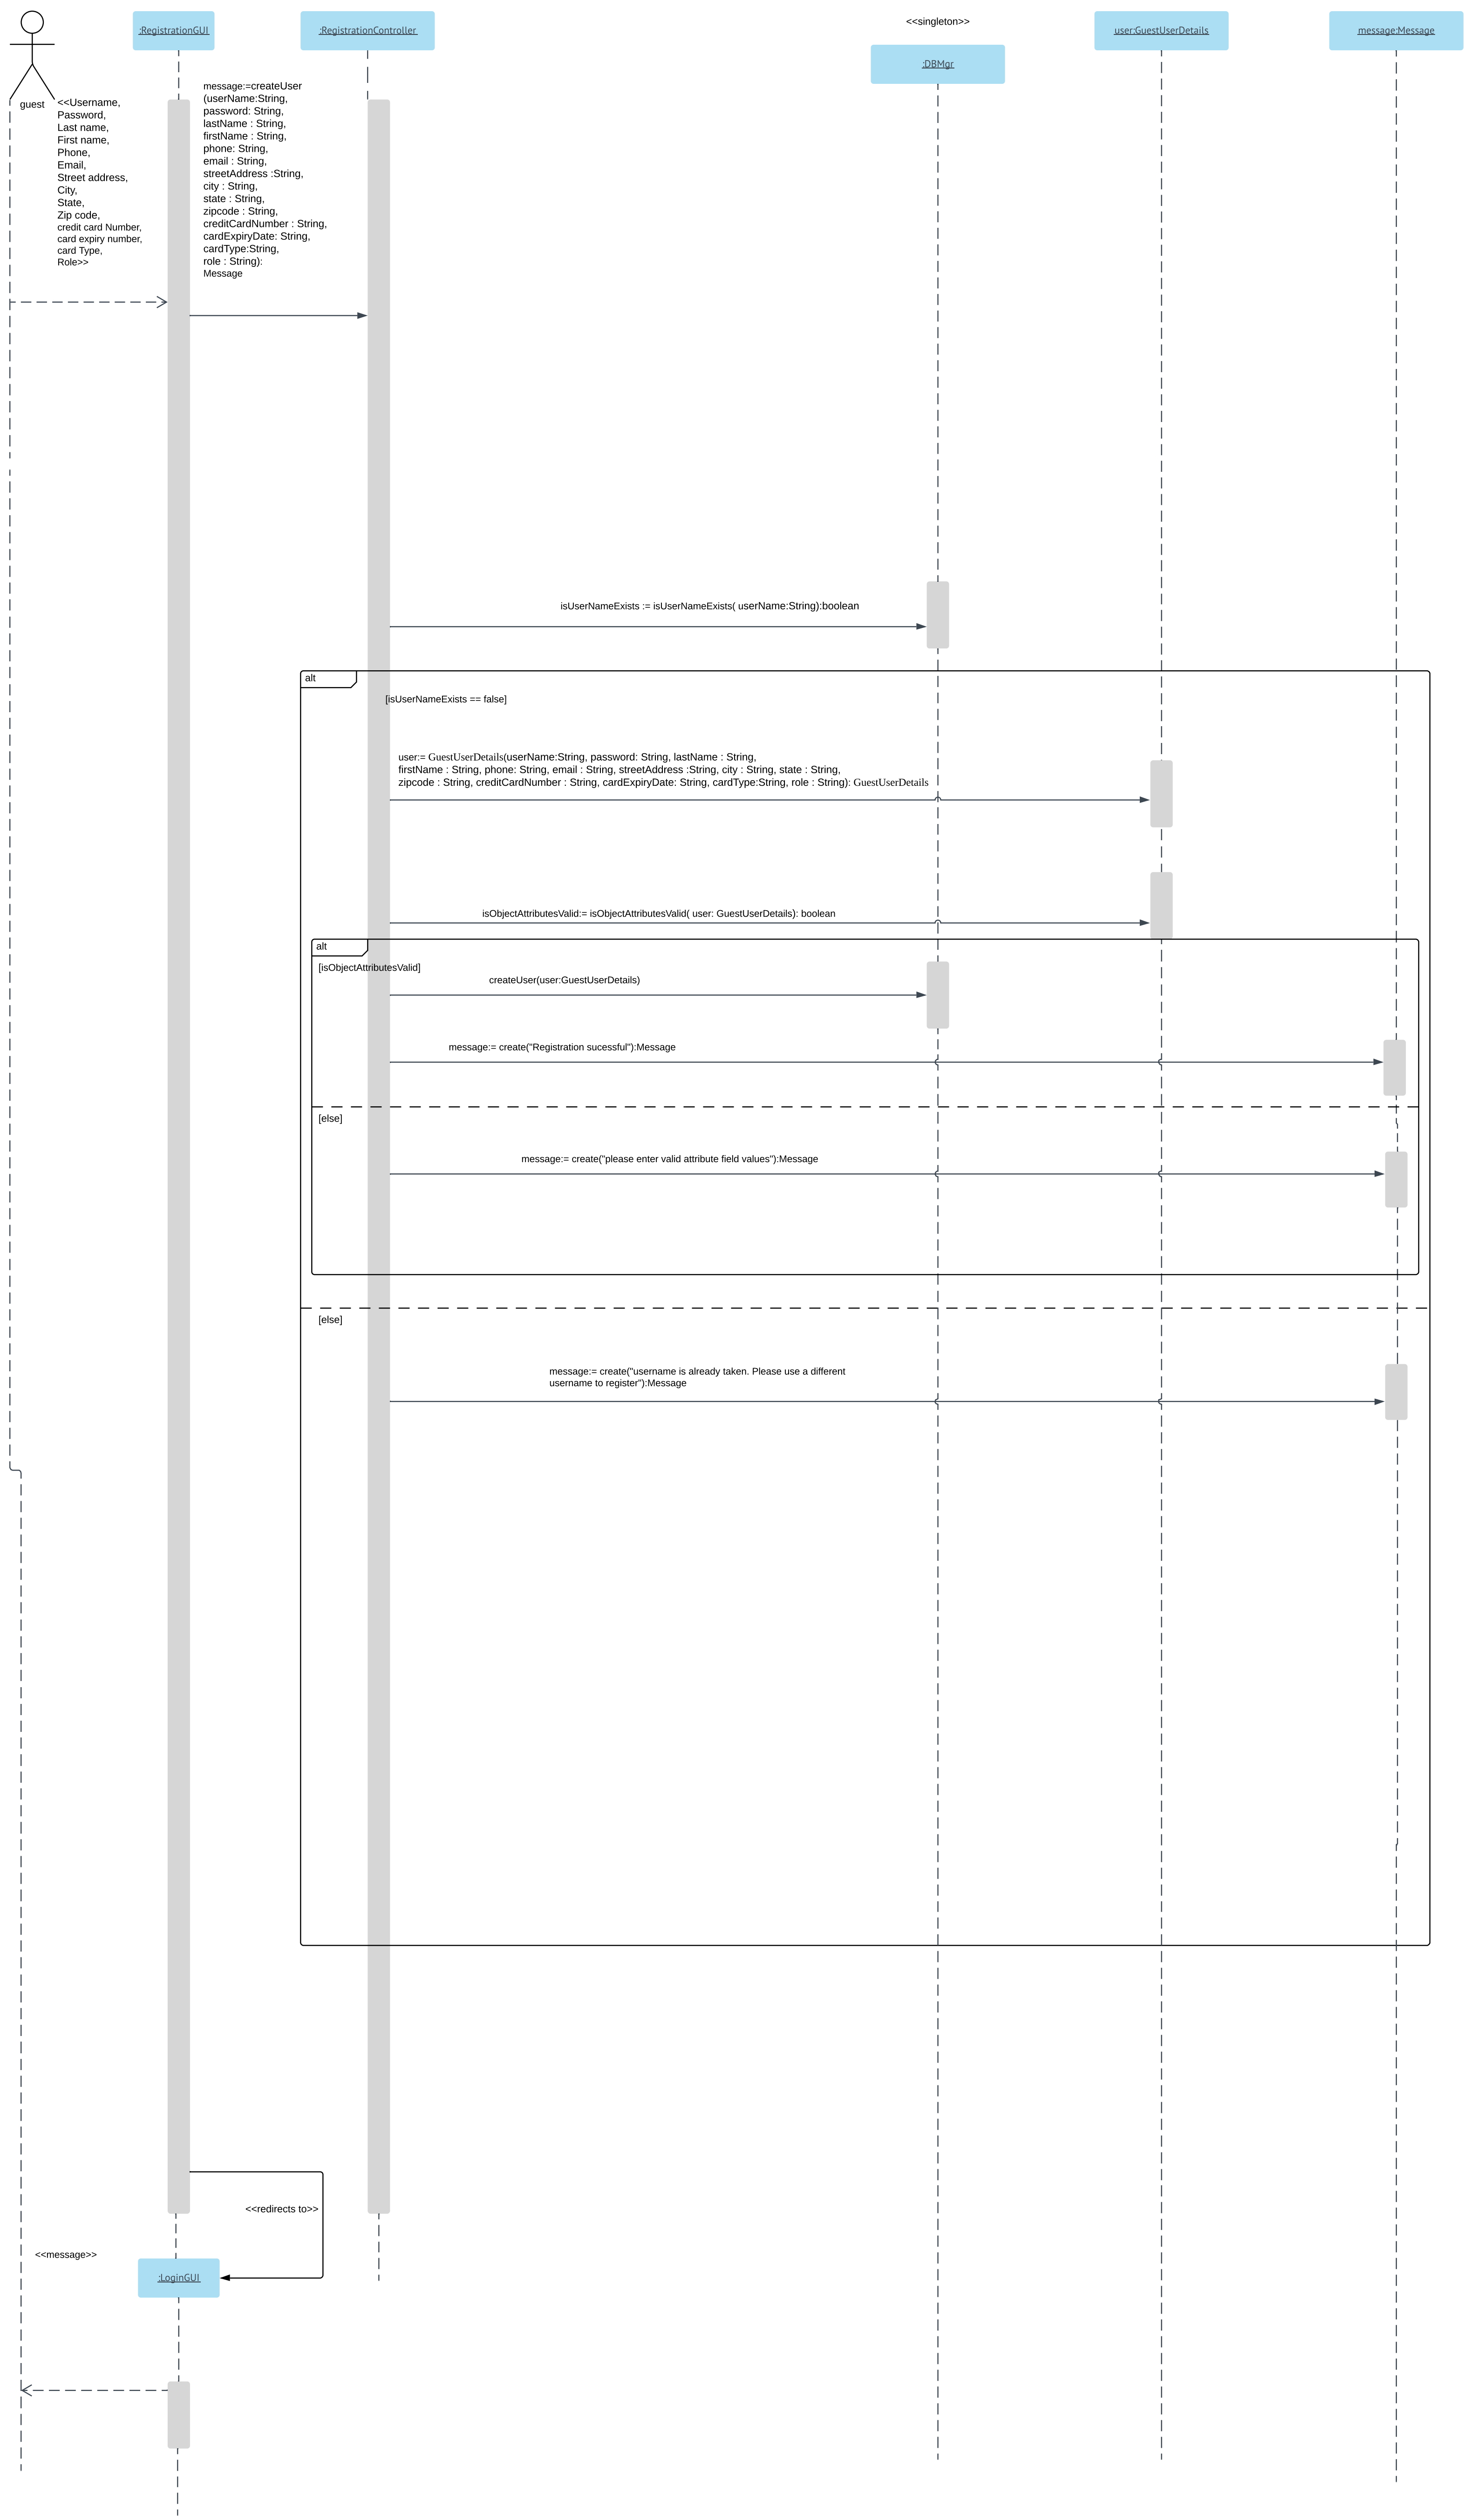 :RegistrationGUI
:RegistrationController
<<singleton>>
:DBMgr
user:GuestUserDetails
message:Message
guest
<<Username,
Password,
Last name,
First name,
Phone,
Email,
Street address,
City,
State,
Zip code,
credit card Number,
card expiry number,
card Type,
Role>>
message:=createUser
(userName:String,
password: String,
lastName : String,
firstName : String,
phone: String,
email : String,
streetAddress :String,
city : String,
state : String,
zipcode : String,
creditCardNumber : String,
cardExpiryDate: String,
cardType:String,
role : String):
Message
isUserNameExists := isUserNameExists( userName:String):boolean
alt
[isUserNameExists == false]
user:= GuestUserDetails(userName:String, password: String, lastName : String,
firstName : String, phone: String, email : String, streetAddress :String, city : String, state : String,
zipcode : String, creditCardNumber : String, cardExpiryDate: String, cardType:String, role : String): GuestUserDetails
isObjectAttributesValid:= isObjectAttributesValid( user: GuestUserDetails): boolean
alt
[isObjectAttributesValid]
createUser(user:GuestUserDetails)
message:= create("Registration sucessful"):Message
[else]
message:= create("please enter valid attribute field values"):Message
[else]
message:= create("username is already taken. Please use a different
username to register"):Message
<<redirects to>>
<<message>>
:LoginGUI